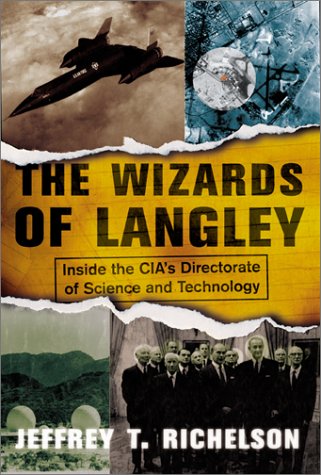 THE WIZARDS
OF LANGLEY
Inside the CIA's Directorate
of Science and Technology
JEFFREY T. RICHELSON